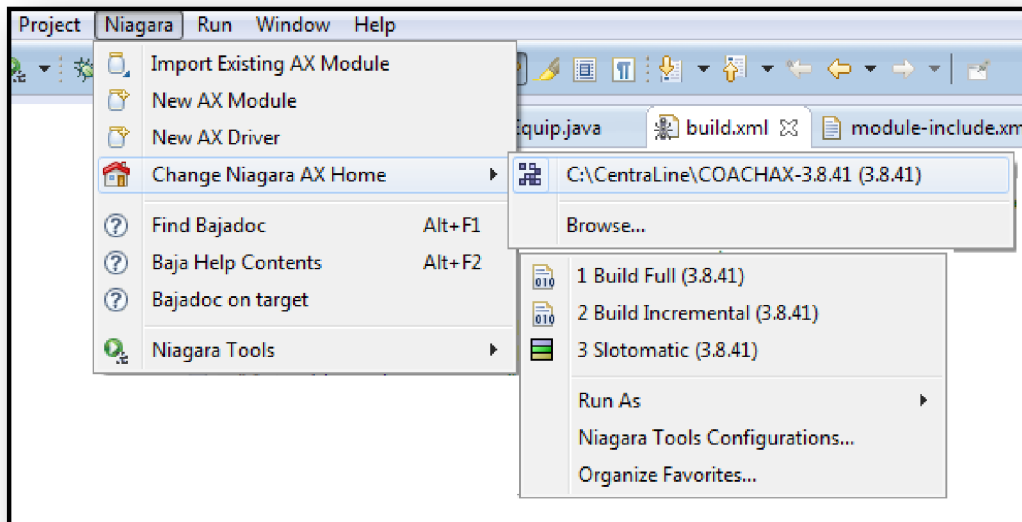 Project Niagara Run Window Help
Import Existing AX Module
New AX Module
New AX Driver
Change Niagara AX Home
Find Bajadoc Alt+F1
Baja Help Contents Alt+F2
Bajadoc on target
Niagara Tools
quip.java build.xml module-include.xm
C:\CentraLine\COACHAX-3.8.41 (3.8.41)
Browse...
1 Build Full (3.8.41)
2 Build Incremental (3.8.41)
3 Slotomatic (3.8.41)
Run As
Niagara Tools Configurations...
Organize Favorites...